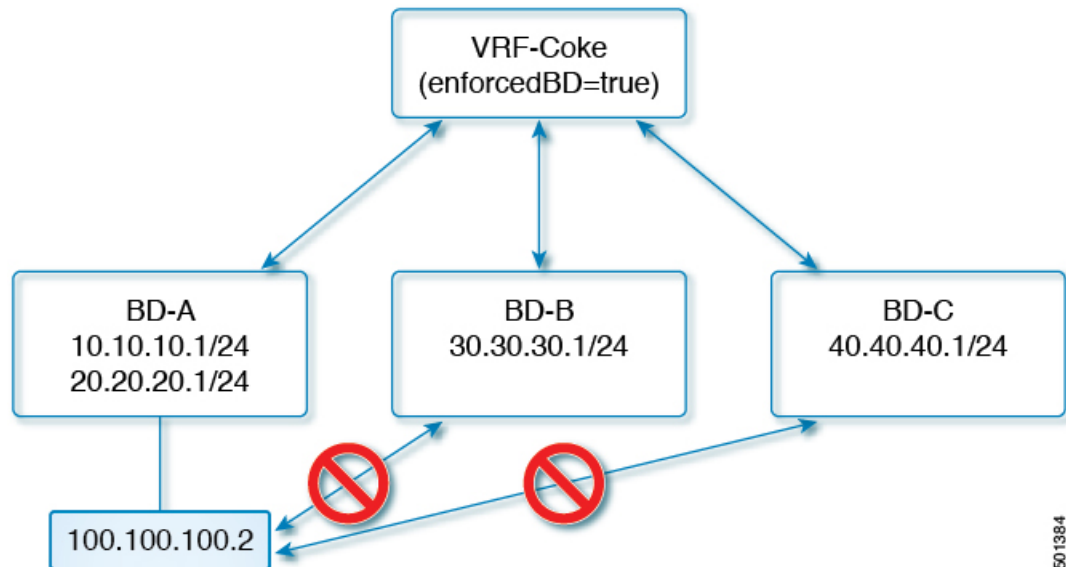 VRF-Coke
(enforcedBD=true)
BD-A
10.10.10.1/24
20.20.20.1/24
BD-B
30.30.30.1/24
BD-C
40.40.40.1/24
100.100.100.2
501384